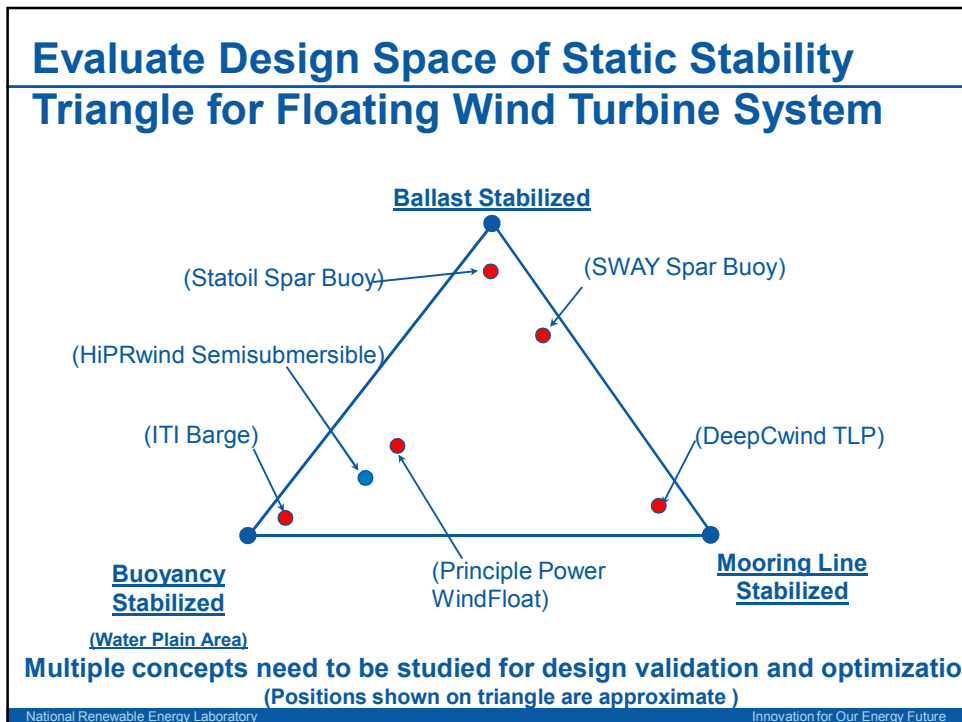 Evaluate Design Space of Static Stability
Triangle for Floating Wind Turbine System
Ballast Stabilized
(Statoil Spar Buoy)
(SWAY Spar Buoy)
(HiPRwind Semisubmersible)
(ITI Barge)
(DeepCwind TLP)
Buoyancy
Stabilized
(Water Plain Area)
(Principle Power
WindFloat)
Mooring Line
Stabilized
Multiple concepts need to be studied for design validation and optimizatio
(Positions shown on triangle are approximate )
National Renewable Energy Laboratory
Innovation for Our Energy Future